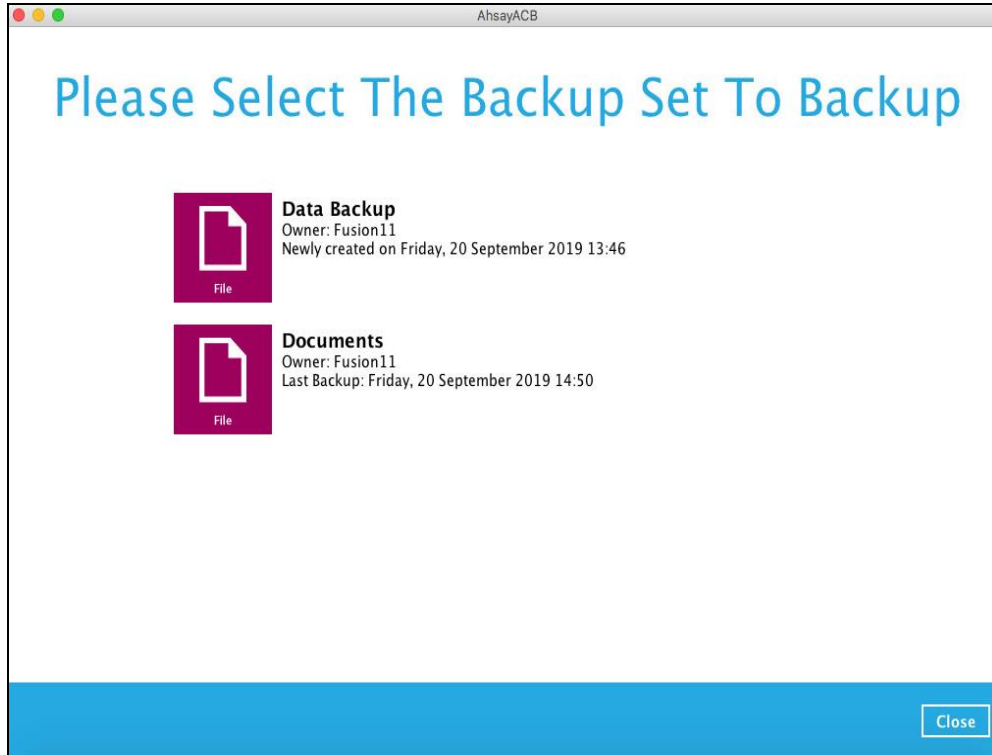 AhsayACB
Please Select The Backup Set To Backup
Data Backup
Owner: Fusion11
Newly created on Friday, 20 September 2019 13:46
File
Documents
Owner: Fusion11
Last Backup: Friday, 20 September 2019 14:50
File
Close